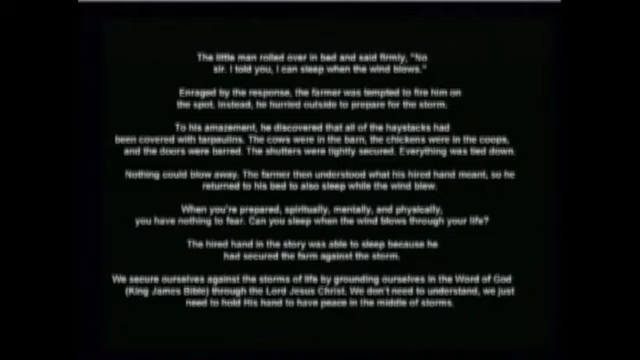 The little man rolled over in bed and said firmly, "No
sir. I told you, I can sleep when the wind blows."
Enraged by the response, the farmer was tempted to fire him on
the spot. Instead, he hurried outside to prepare for the storm.
To his amazement, he discovered that all of the haystacks had
been covered with tarpaulins. The cows were in the barn, the chickens were in the coops,
and the doors were barred. The shutters were tightly secured. Everything was tied down.
Nothing could blow away. The farmer then understood what his hired hand meant, so he
returned to his bed to also sleep while the wind blew.
When you're prepared, spiritually, mentally, and physically,
you have nothing to fear. Can you sleep when the wind blows through your life?
The hired hand in the story was able to sleep because he
had secured the farm against the storm.
We secure ourselves against the storms of life by grounding ourselves in the Word of God
(King James Bible) through the Lord Jesus Christ. We don't need to understand, we just
need to hold His hand to have peace in the middle of storms.